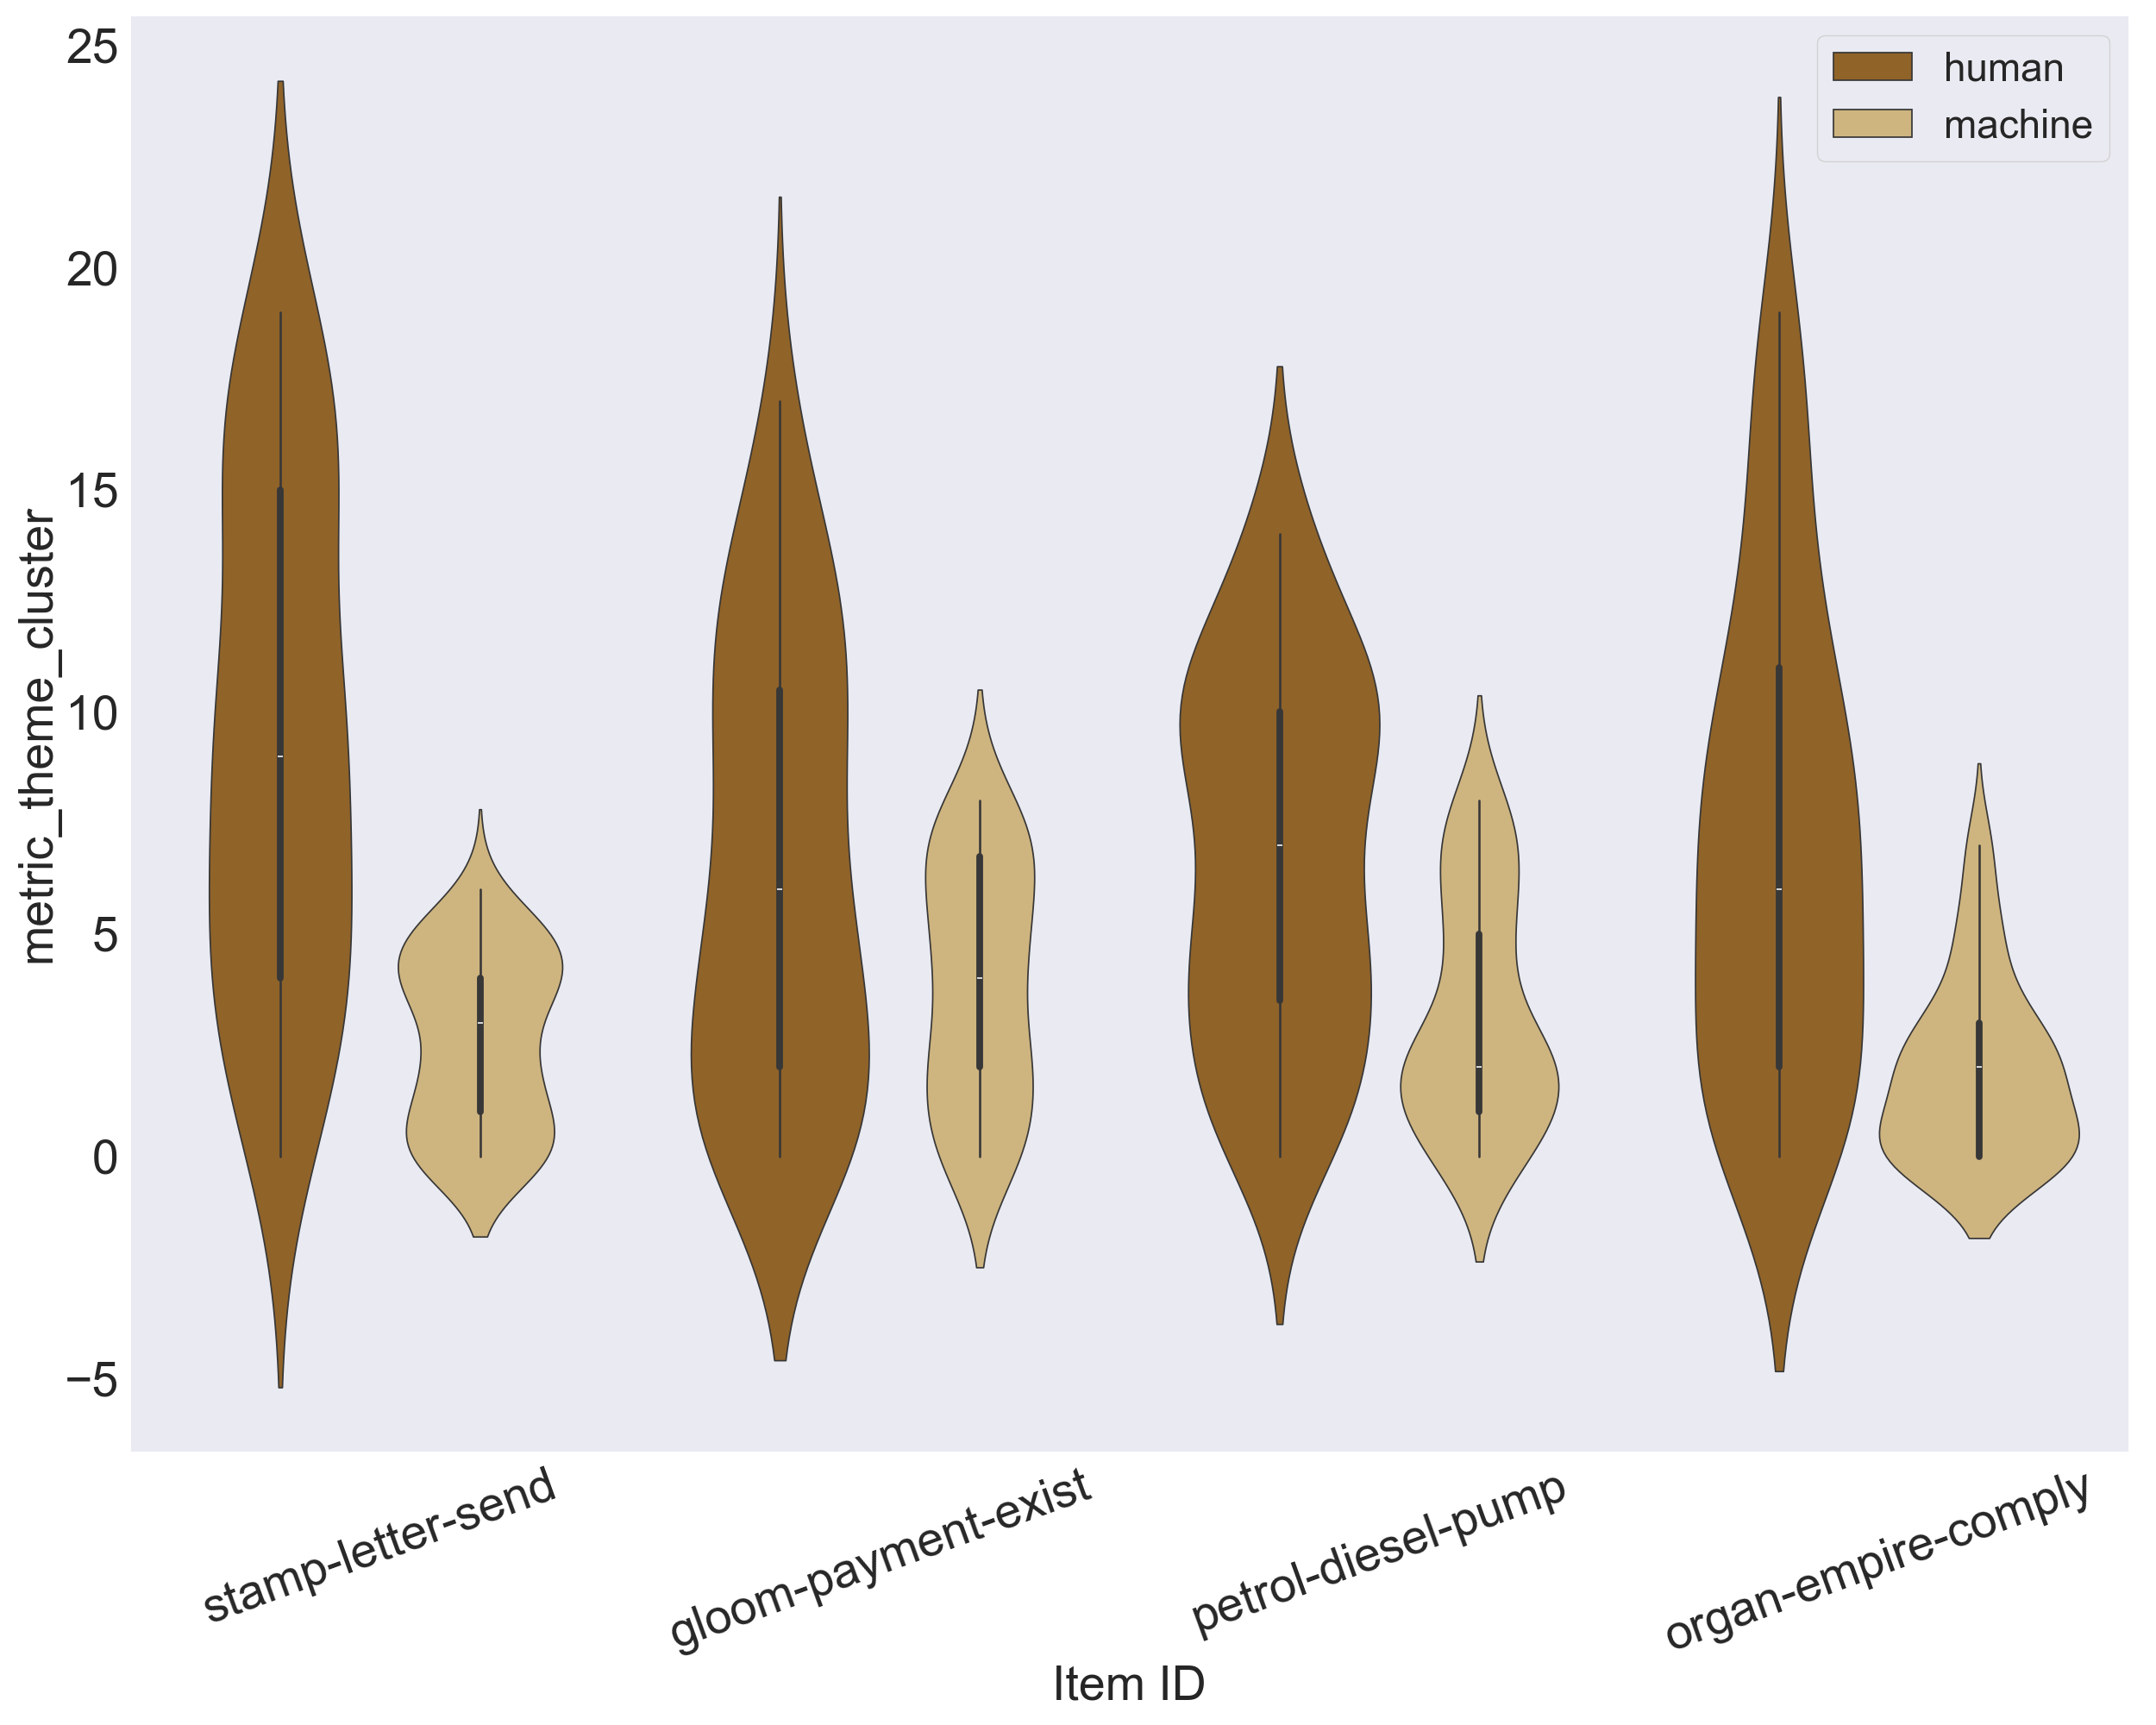 25
20
15
10
5
0
−5
metric_theme_cluster
human
machine
stamp-letter-send
gloom-payment-exist
petrol-diesel-pump
organ-empire-comply
Item ID